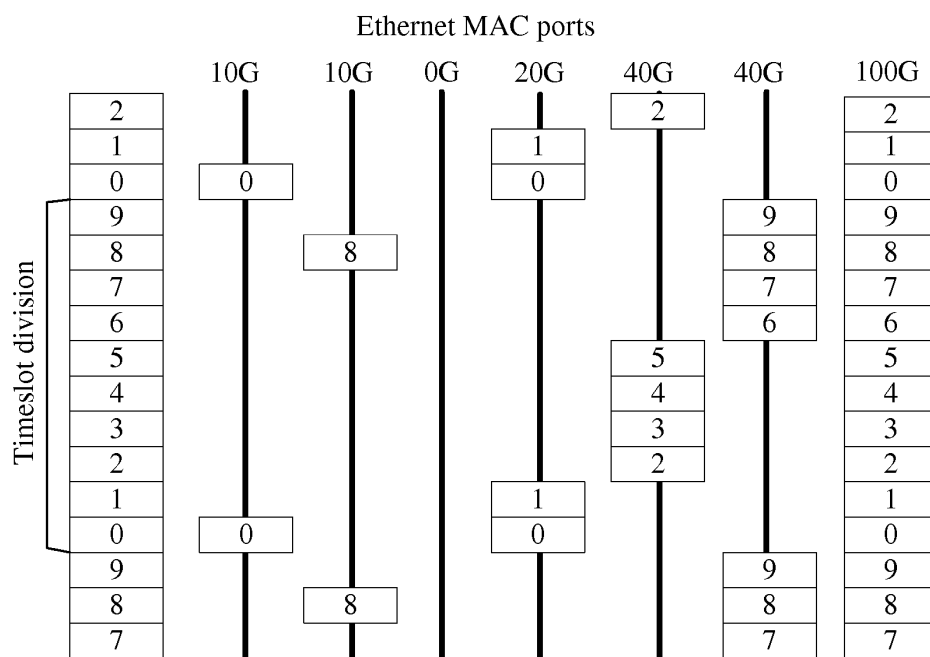 Ethernet MAC ports
10G 10G 0G 20G 40G 40G 100G
2 2 2
1 1 1
0 0 0 0
9 9 9
8 8 8 8
7 7 7
6 6 6
5 5 5
4 4 4
3 3 3
2 2 2
1 1 1
0 0 0 0
9 9 9
8 8 8 8
7 7 7
Timeslot division